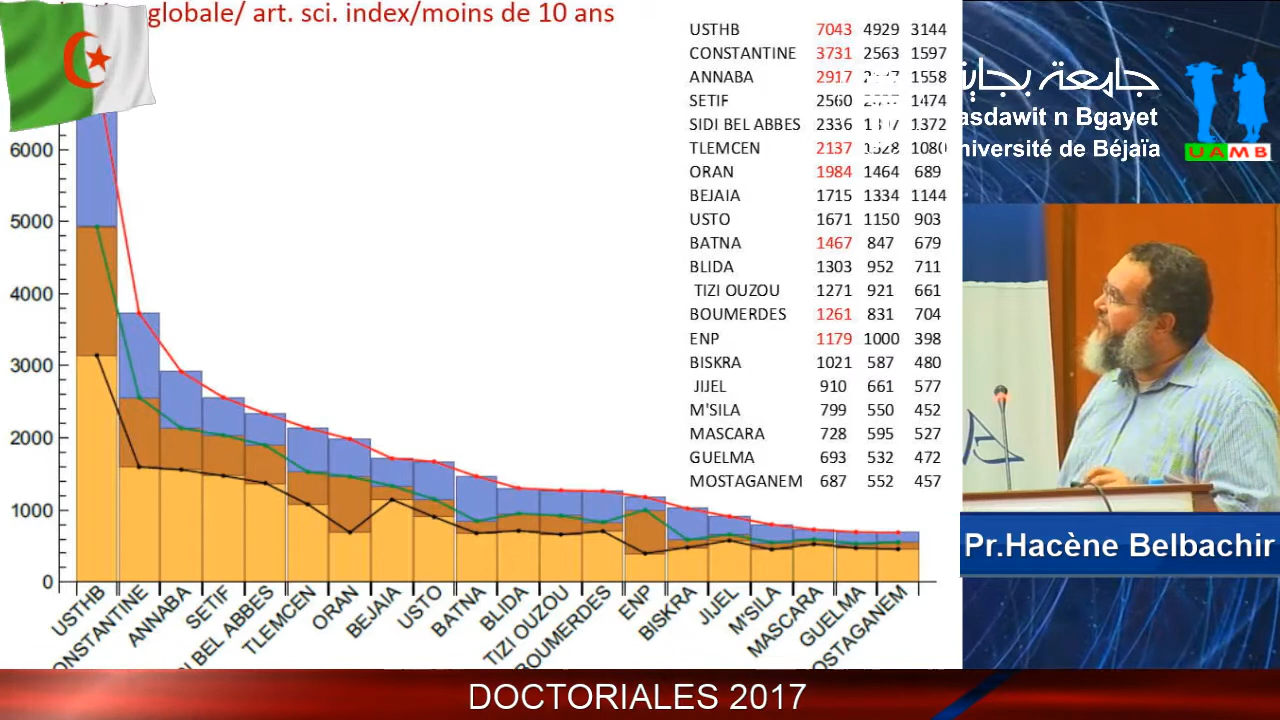 globale/ art. sci. index/moins de 10 ans
6000
5000
4000
3000
2000
1000
0
USTHB
CONSTANTINE
ANNABA
SETIF
BEL ABBES
TLEMCEN
ORAN
BEJAIA
USTO
BATNA
BLIDA
TIZI OUZOU
BOUMERDES
ENP
BISKRA
JIJEL
M'SILA
MASCARA
GUELMA
MOSTAGANEM
USTHB 7043 4929 3144
CONSTANTINE 3731 2563 1597
ANNABA 2917 1558
SETIF 2560 1474
SIDI BEL ABBES 2336 1372
TLEMCEN 2137 1080
ORAN 1984 1464 689
BEJAIA 1715 1334 1144
USTO 1671 1150 903
BATNA 1467 847 679
BLIDA 1303 952 711
TIZI OUZOU 1271 921 661
BOUMERDES 1261 831 704
ENP 1179 1000 398
BISKRA 1021 587 480
JIJEL 910 661 577
M'SILA 799 550 452
MASCARA 728 595 527
GUELMA 693 532 472
MOSTAGANEM 687 552 457
جامعة بجاية
asdawit n Bgayet
niversité de Béjaïa
UAMB
Pr.Hacène Belbachir
DOCTORIALES 2017